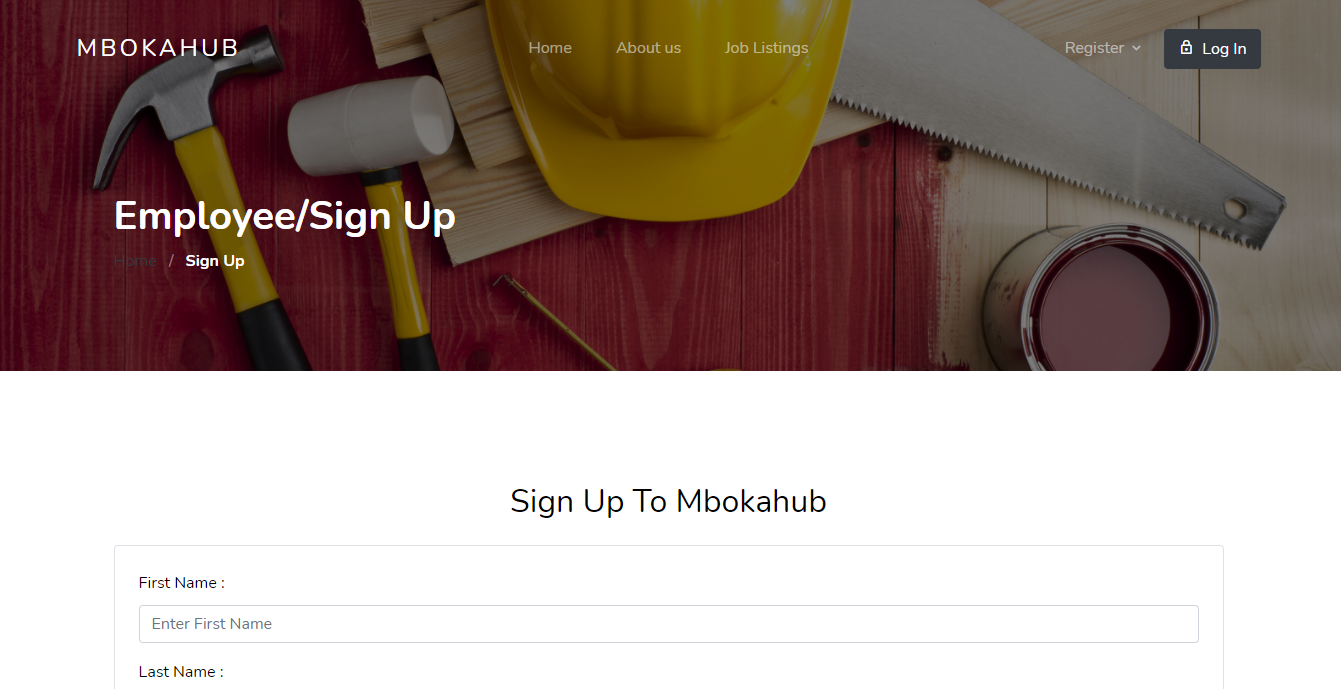 MBOKAHUB
Home About us Job Listings
Register Log In
Employee/Sign Up
Home / Sign Up
Sign Up To Mbokahub
First Name :
Enter First Name
Last Name :